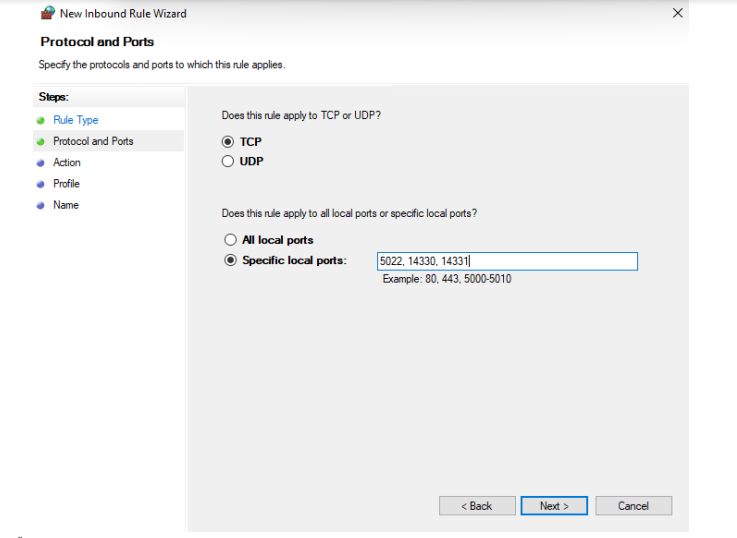 New Inbound Rule Wizard
Protocol and Ports
Specify the protocols and ports to which this rule applies.
Steps:
Rule Type
Protocol and Ports
Action
Profile
Name
Does this rule apply to TCP or UDP?
TCP
UDP
Does this rule apply to all local ports or specific local ports?
All local ports
Specific local ports:
5022, 14330, 14331
Example: 80, 443, 5000-5010
< Back
Next >
Cancel